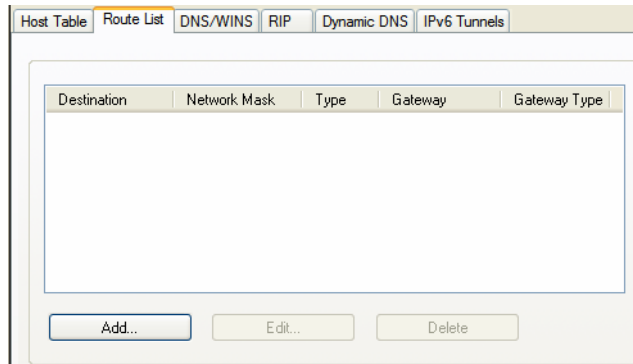 Host Table Route List DNS/WINS RIP Dynamic DNS IPv6 Tunnels
Destination Network Mask Type Gateway Gateway Type
Add... Edit... Delete